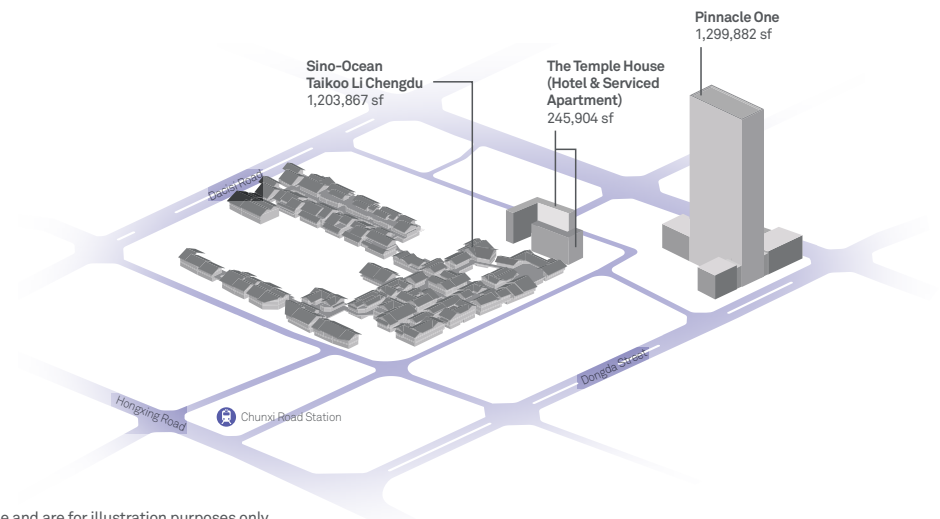 Pinnacle One
1,299,882 sf
Sino-Ocean
Taikoo Li Chengdu
1,203,867 sf
The Temple House
(Hotel & Serviced
Apartment)
245,904 sf
Daci Road
Dongda Street
Hongxing Road
Chunxi Road Station
e and are for illustration purposes only.